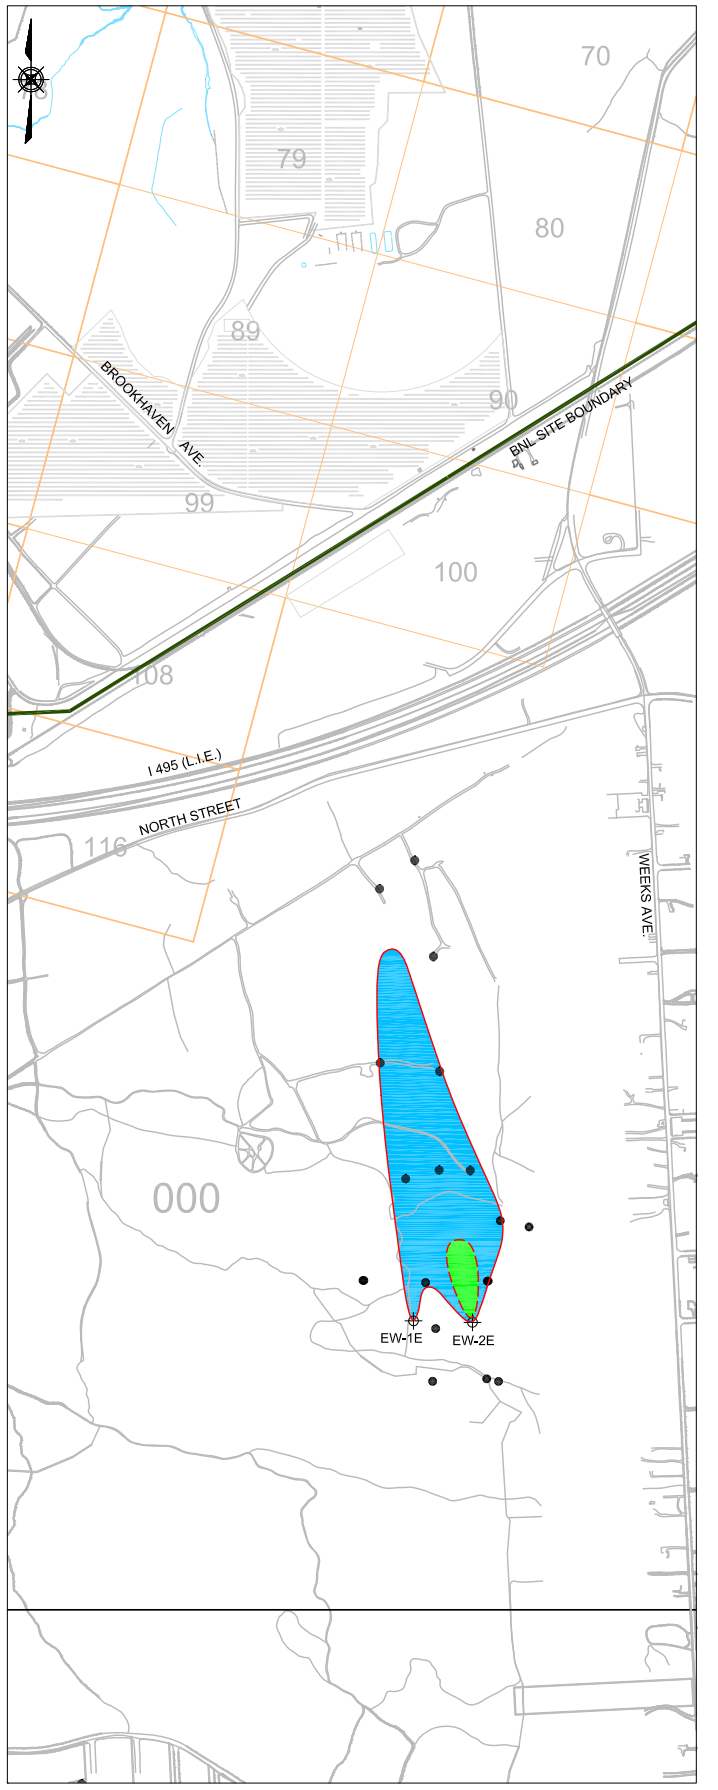 70
78
79
80
89
BROOKHAVEN AVE.
90
BNL SITE BOUNDARY
99
100
108
I 495 (L.I.E.)
NORTH STREET
116
WEEKS AVE.
000
EW-1E
EW-2E